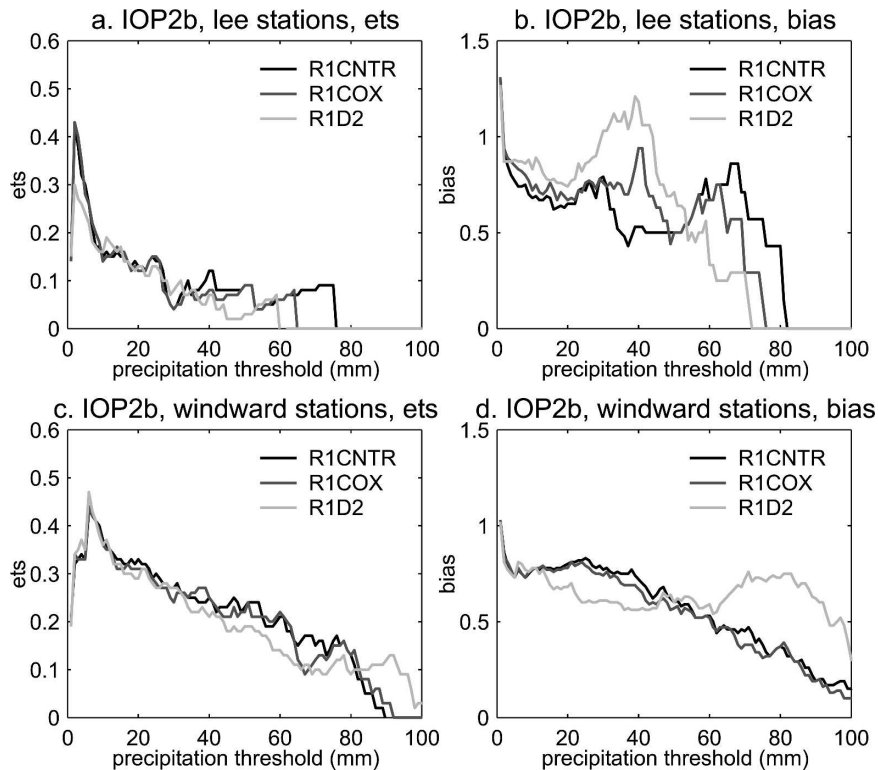 a. IOP2b, lee stations, ets
0.6
0.5
0.4
0.3
0.2
0.1
0
ets
R1CNTR
R1COX
R1D2
0 20 40 60 80 100
precipitation threshold (mm)
b. IOP2b, lee stations, bias
1.5
1
0.5
0
bias
R1CNTR
R1COX
R1D2
0 20 40 60 80 100
precipitation threshold (mm)
c. IOP2b, windward stations, ets
0.6
0.5
0.4
0.3
0.2
0.1
0
ets
R1CNTR
R1COX
R1D2
0 20 40 60 80 100
precipitation threshold (mm)
d. IOP2b, windward stations, bias
1.5
1
0.5
0
bias
R1CNTR
R1COX
R1D2
0 20 40 60 80 100
precipitation threshold (mm)